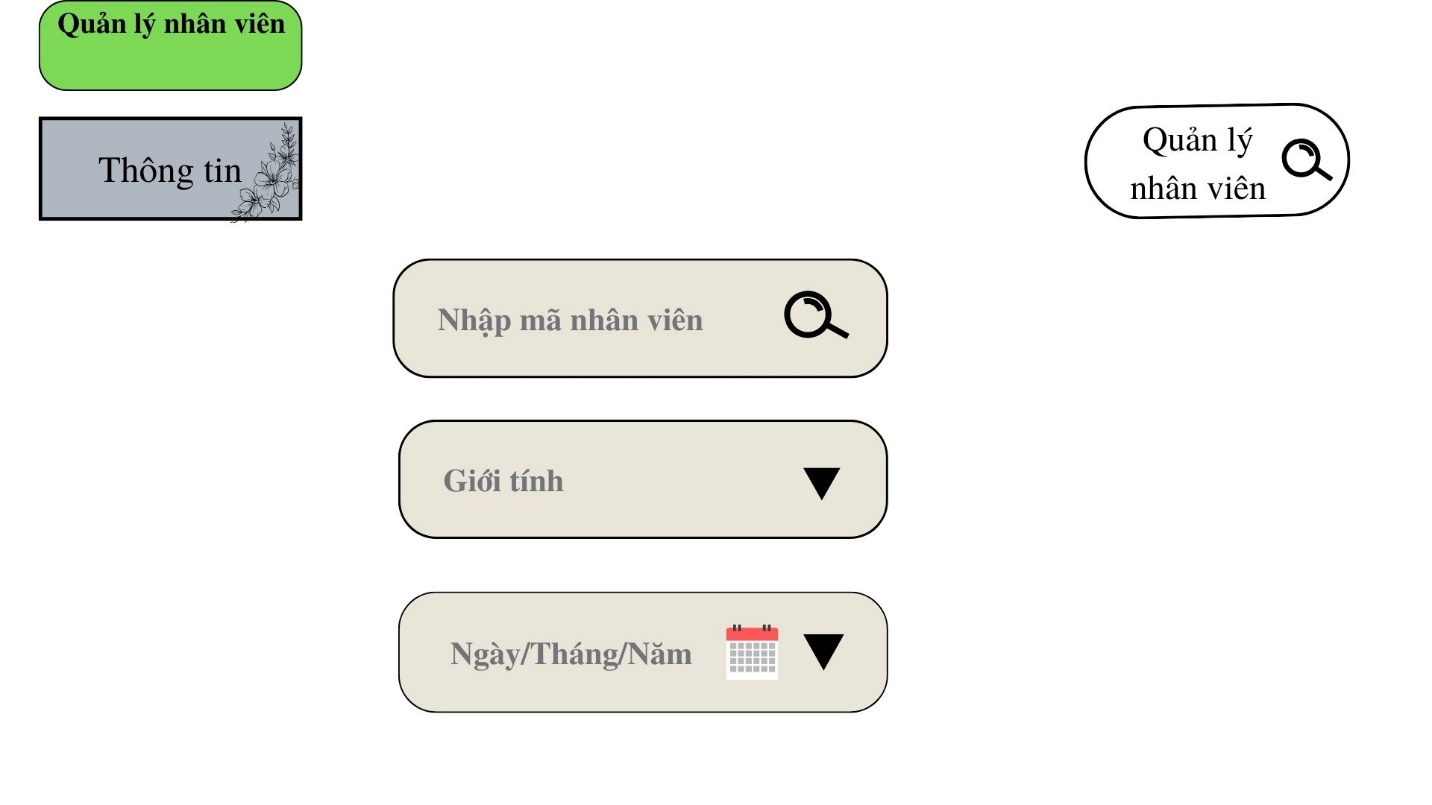 Quản lý nhân viên
Thông tin
Quản lý
nhân viên
Nhập mã nhân viên
Giới tính
Ngày/Tháng/Năm